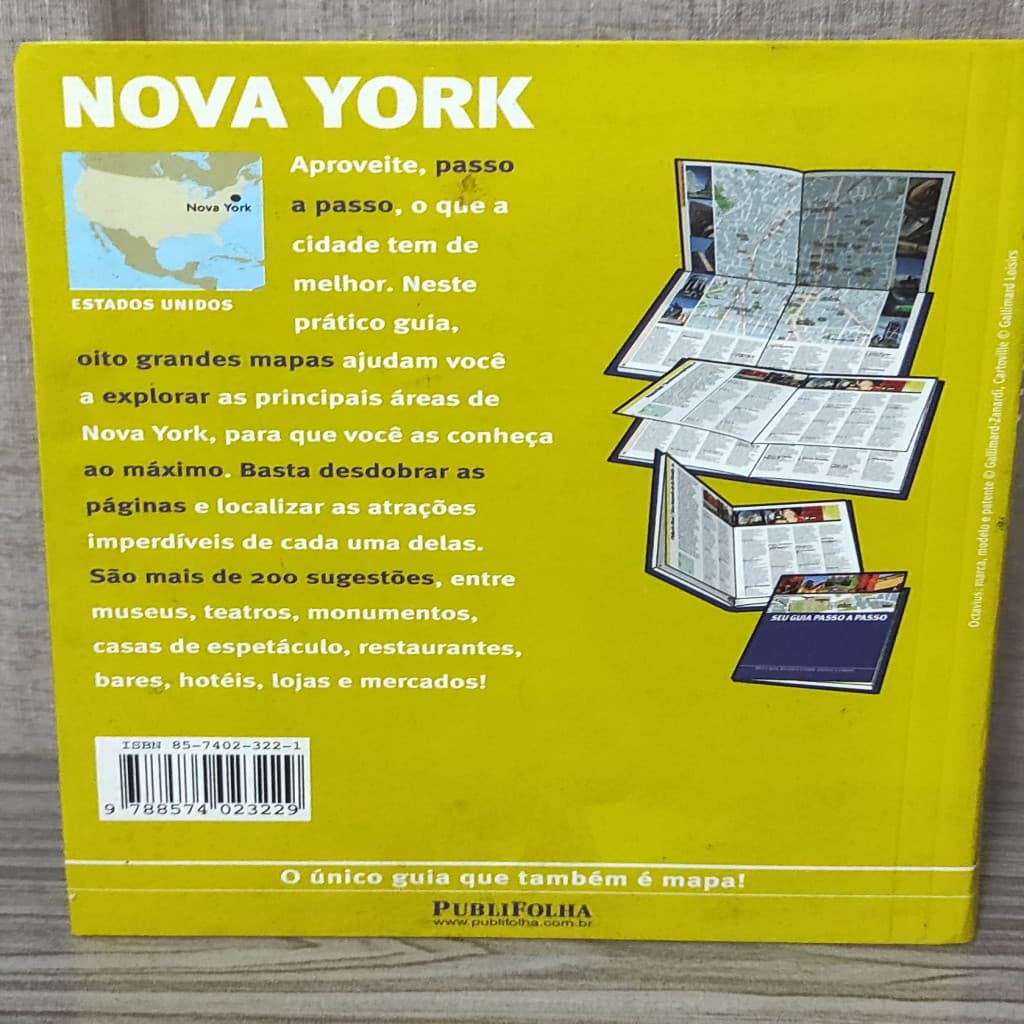 NOVA YORK
Nova York
ESTADOS UNIDOS
Aproveite, passo
a passo, o que a
cidade tem de
melhor. Neste
prático guia,
oito grandes mapas ajudam você
a explorar as principais áreas de
Nova York, para que você as conheça
ao máximo. Basta desdobrar as
páginas e localizar as atrações
imperdíveis de cada uma delas.
São mais de 200 sugestões, entre
museus, teatros, monumentos,
casas de espetáculo, restaurantes,
bares, hotéis, lojas e mercados!
SEU GUIA PASSO A PASSO
Octavius, marca, modelo e patente © Gallimard-Zanardi, Cartoville © Gallimard Loisirs
ISBN 85-7402-322-1
9 788574 023229
O único guia que também é mapa!
PUBLIFOLHA
www.publifolha.com.br